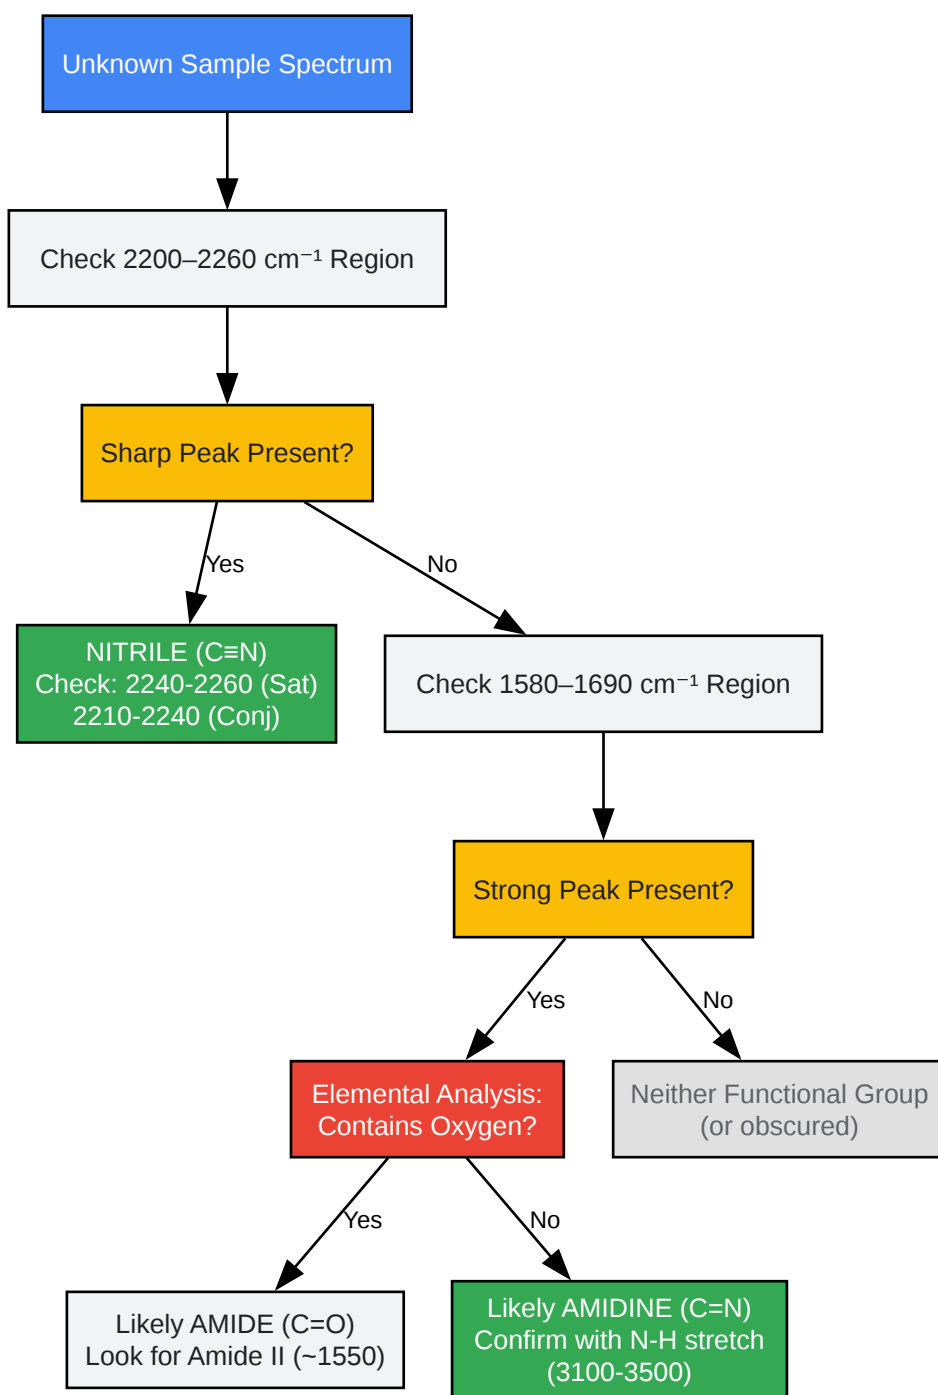 Unknown Sample Spectrum
Check 2200–2260 cm⁻¹ Region
Sharp Peak Present?
Yes
No
NITRILE (C≡N)
Check: 2240-2260 (Sat)
2210-2240 (Conj)
Check 1580–1690 cm⁻¹ Region
Strong Peak Present?
Yes
No
Elemental Analysis:
Contains Oxygen?
Neither Functional Group
(or obscured)
Yes
No
Likely AMIDE (C=O)
Look for Amide II (~1550)
Likely AMIDINE (C=N)
Confirm with N-H stretch
(3100-3500)